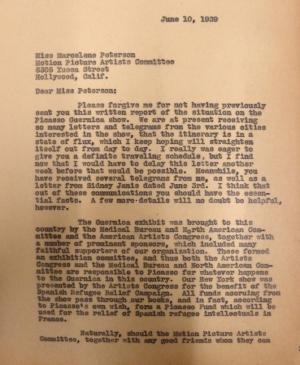 June 10, 1939
Miss Marcelene Peterson
Motion Picture Artists Committee
6305 Yucca Street
Hollywood, Calif.
Dear Miss Peterson:
Please forgive me for not having previously
sent you this written report of the situation on the
Picasso Guernica show. We are at present receiving
so many letters and telegrams from the various cities
interested in the show, that the itinerary is in a
state of flux, which I keep hoping will straighten
itself out from day to day. I really was eager to
give you a definite traveling schedule, but I find
now that I would have to delay this letter another
week before that would be possible. Meanwhile, you
have received several telegrams from me, as well as a
letter from Sidney Janis dated June 3rd. I think that
out of these communications you should have the essen-
tial facts. A few more details will no doubt be helpful,
however.
The Guernica exhibit was brought to this
country by the Medical Bureau and North American Com-
mittee and the American Artists Congress, together with
a number of prominent sponsors, which included many
faithful supporters of our organization. These formed
an exhibition committee, and thus both the Artists
Congress and the Medical Bureau and North American Com-
mittee are responsible to Picasso for whatever happens
to the Guernica in this country. Our New York show was
presented by the Artists Congress for the benefit of the
Spanish Refugee Relief Campaign. All funds accruing from
the show pass through our books, and in fact, according
to Picasso's own wish, form a Picasso Fund which will be
used for the relief of Spanish refugee intellectuals in
France.
Naturally, should the Motion Picture Artists
Committee, together with any good friends whom they can